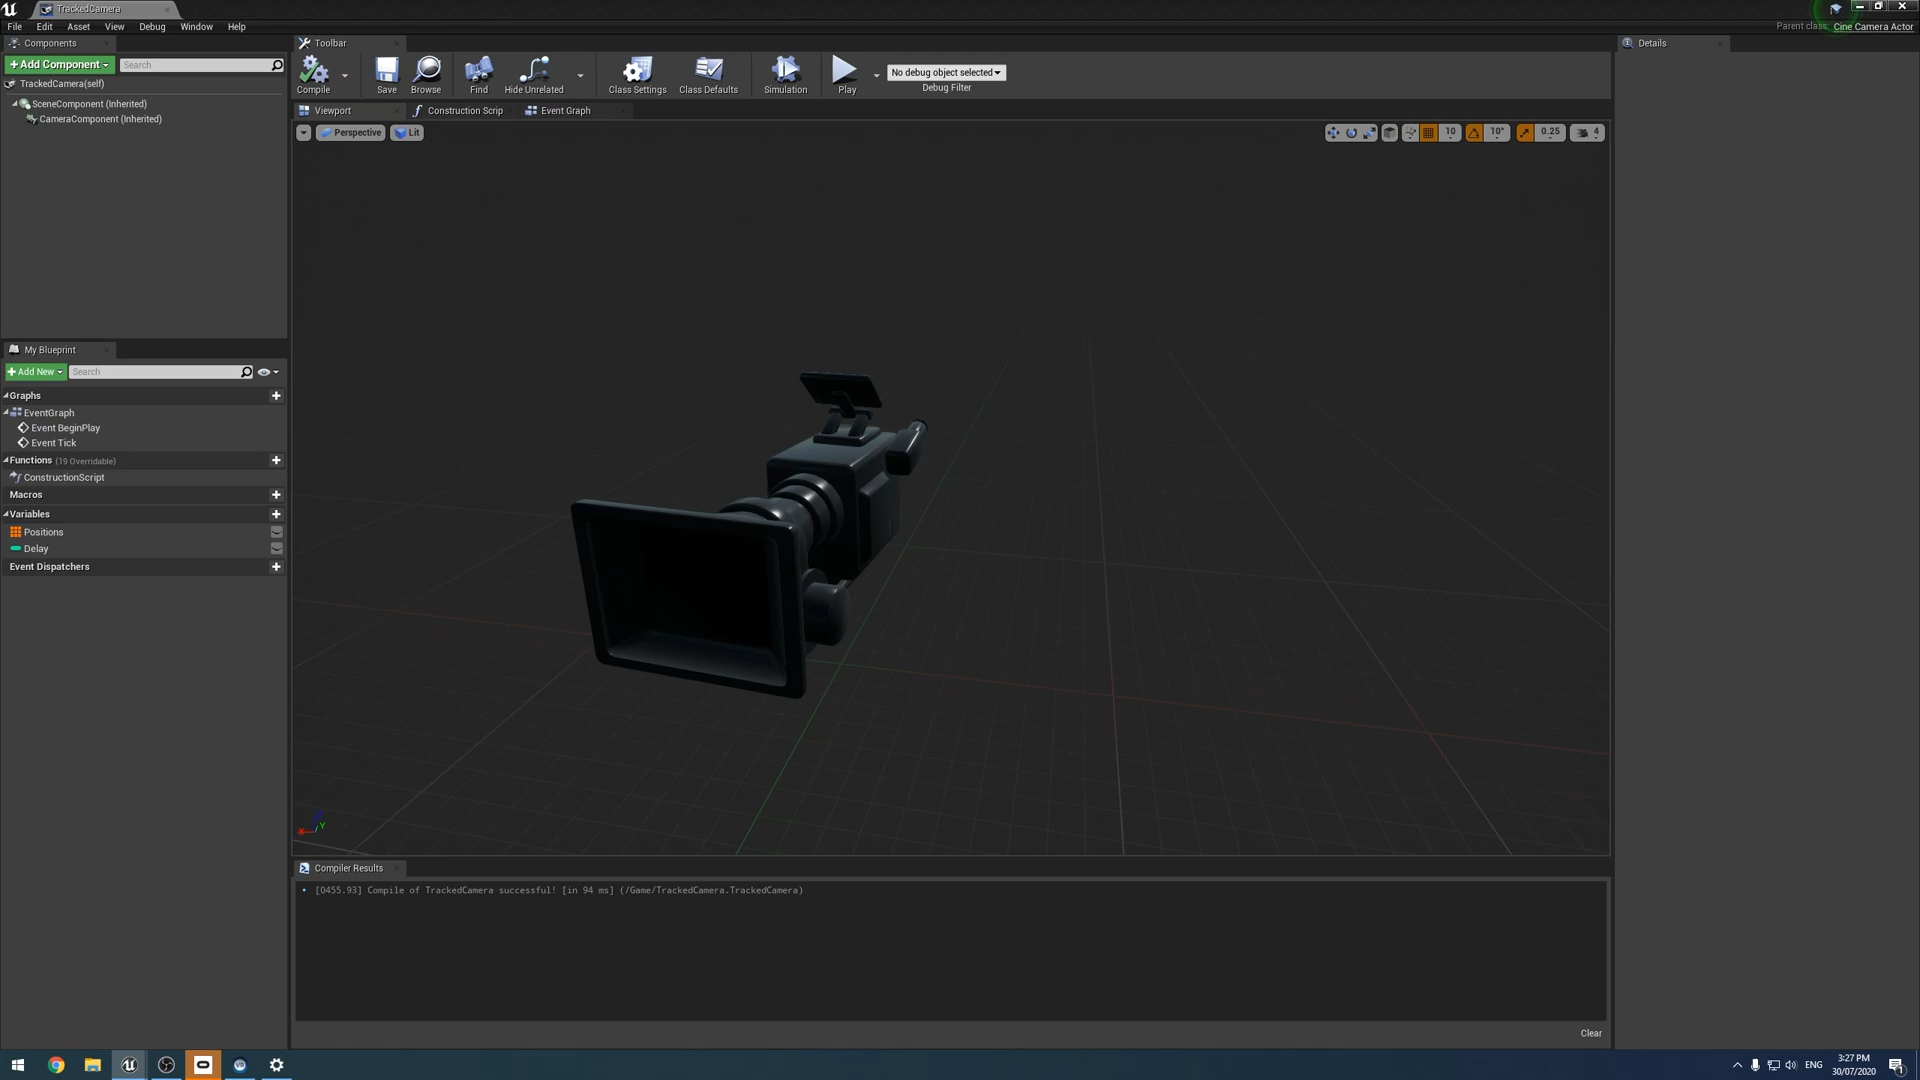 TrackedCamera
File Edit Asset View Debug Window Help
Parent class: Cine Camera Actor
Components
+Add Component
Search
TrackedCamera(self)
SceneComponent (Inherited)
CameraComponent (Inherited)
My Blueprint
+Add New
Search
Graphs
EventGraph
Event BeginPlay
Event Tick
Functions (19 Overridable)
ConstructionScript
Macros
Variables
Positions
Delay
Event Dispatchers
Toolbar
Compile
Save
Browse
Find
Hide Unrelated
Class Settings
Class Defaults
Simulation
Play
No debug object selected
Debug Filter
Viewport
Construction Scrip
Event Graph
Perspective
Lit
10
10°
0.25
4
Y
Compiler Results
[0455.93] Compile of TrackedCamera successful! [in 94 ms] (/Game/TrackedCamera.TrackedCamera)
Clear
Details
ENG
3:27 PM
30/07/2020